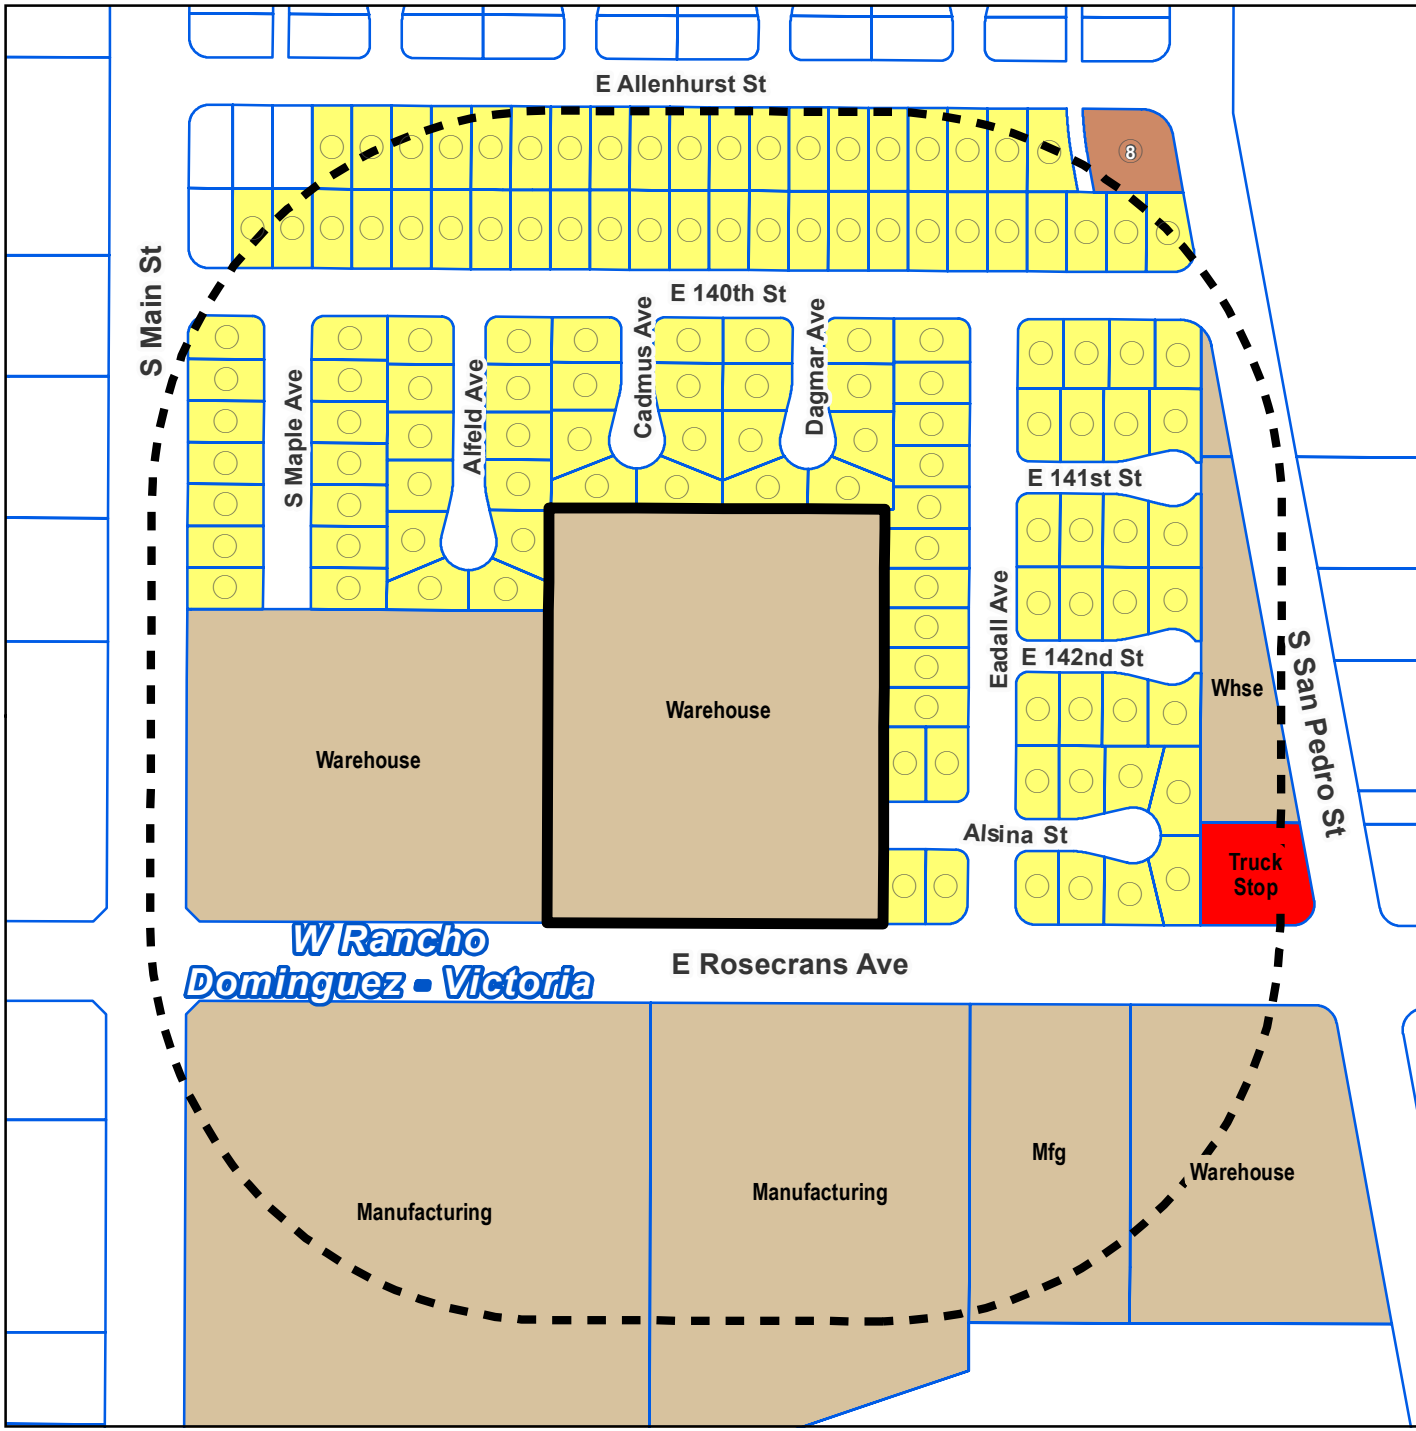 E Allenhurst St
8
S Main St
E 140th St
Cadmus Ave
Dagmar Ave
Alfeld Ave
S Maple Ave
E 141st St
Eadall Ave
E 142nd St
S San Pedro St
Whse
Warehouse
Warehouse
Alsina St
Truck
Stop
W Rancho
Dominguez - Victoria
E Rosecrans Ave
Mfg
Warehouse
Manufacturing
Manufacturing